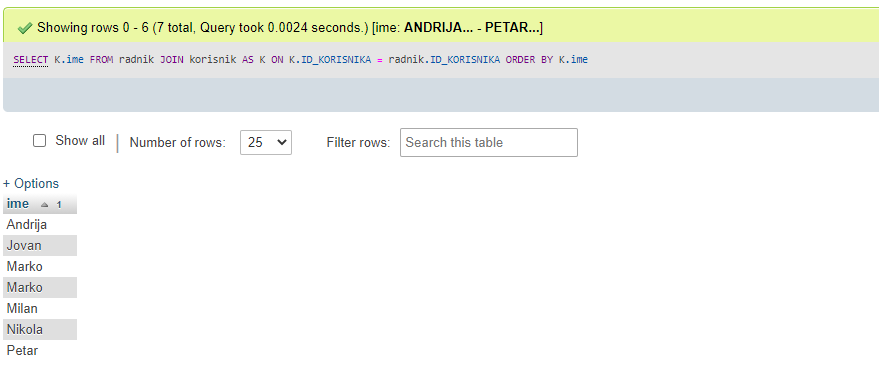 Showing rows 0 - 6 (7 total, Query took 0.0024 seconds.) [ime: ANDRIJA... - PETAR...]
SELECT K.ime FROM radnik JOIN korisnik AS K ON K.ID_KORISNIKA = radnik.ID_KORISNIKA ORDER BY K.ime
Show all | Number of rows: 25 Filter rows: Search this table
+ Options
ime 1
Andrija
Jovan
Marko
Marko
Milan
Nikola
Petar